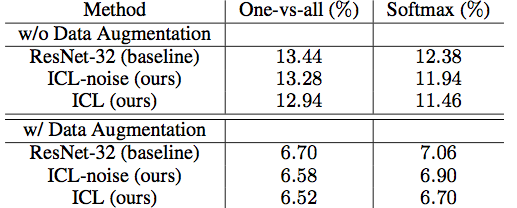 Method One-vs-all (%) Softmax (%)
w/o Data Augmentation
ResNet-32 (baseline) 13.44 12.38
ICL-noise (ours) 13.28 11.94
ICL (ours) 12.94 11.46
w/ Data Augmentation
ResNet-32 (baseline) 6.70 7.06
ICL-noise (ours) 6.58 6.90
ICL (ours) 6.52 6.70